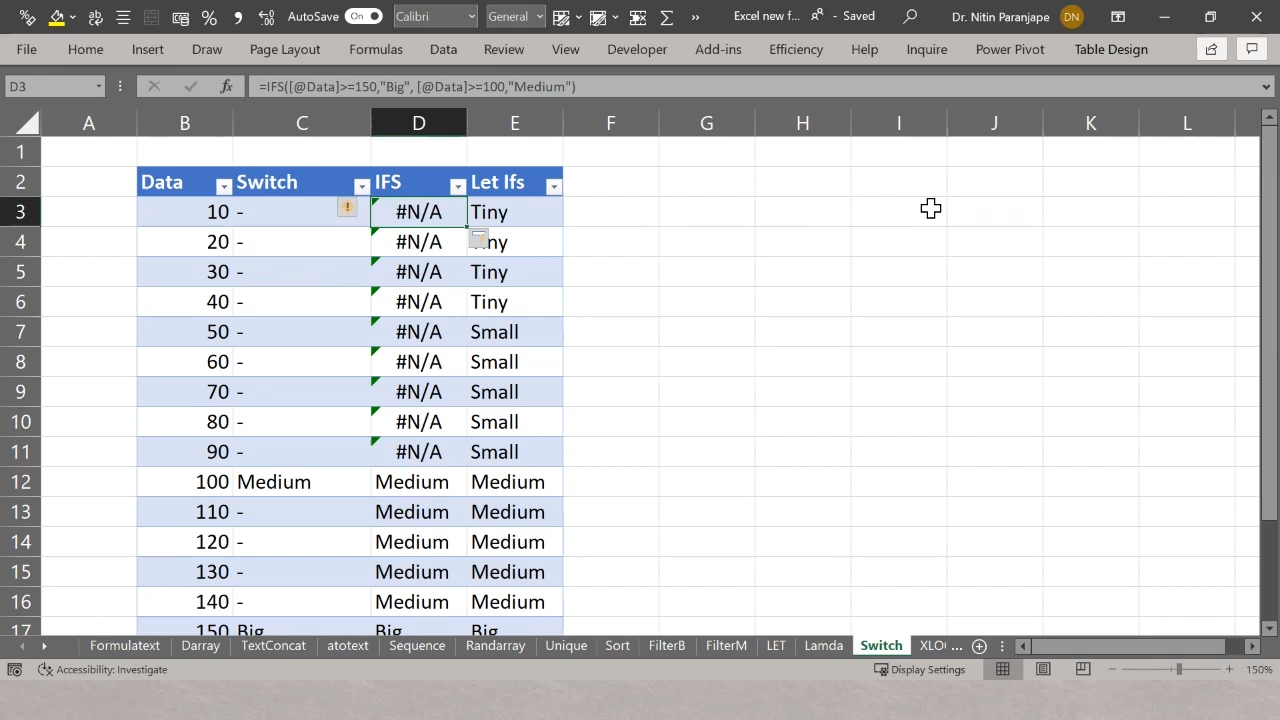 AutoSave On Calibri General Excel new f... - Saved Dr. Nitin Paranjape DN
File Home Insert Draw Page Layout Formulas Data Review View Developer Add-ins Efficiency Help Inquire Power Pivot Table Design
D3 fx =IFS([@Data]>=150,"Big", [@Data]>=100,"Medium")
A B C D E F G H I J K L
1
2 Data Switch IFS Let Ifs
3 10 - #N/A Tiny
4 20 - #N/A
5 30 - #N/A Tiny
6 40 - #N/A Tiny
7 50 - #N/A Small
8 60 - #N/A Small
9 70 - #N/A Small
10 80 - #N/A Small
11 90 - #N/A Small
12 100 Medium Medium Medium
13 110 - Medium Medium
14 120 - Medium Medium
15 130 - Medium Medium
16 140 - Medium Medium
17 150 Big Big Big
Formulatext Darray TextConcat atotext Sequence Randarray Unique Sort FilterB FilterM LET Lamda Switch XLO ...
Accessibility: Investigate Display Settings 150%